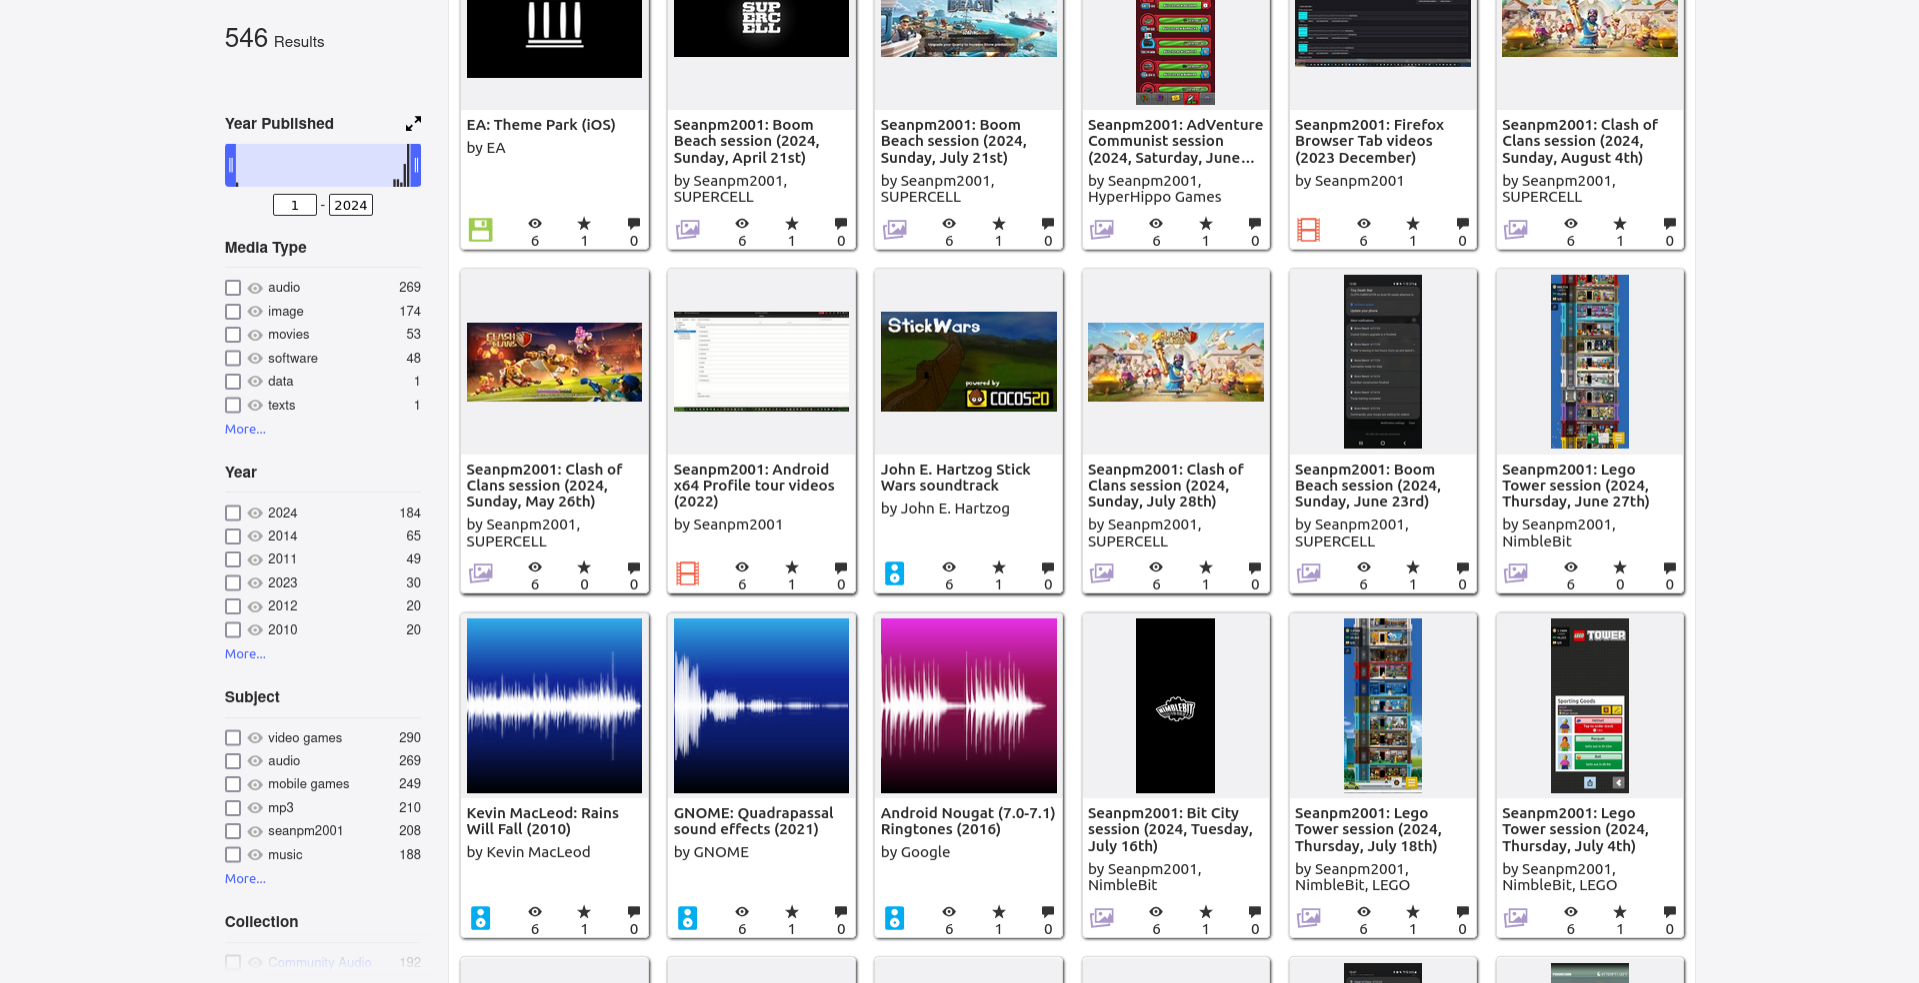 546 Results
Year Published
1 - 2024
Media Type
audio 269
image 174
movies 53
software 48
data 1
texts 1
More...
Year
2024 184
2014 65
2011 49
2023 30
2012 20
2010 20
More...
Subject
video games 290
audio 269
mobile games 249
mp3 210
seanpm2001 208
music 188
More...
Collection
Community Audio 192
SUPERCELL
BEACH
EA: Theme Park (iOS)
by EA
6 1 0
Seanpm2001: Boom
Beach session (2024,
Sunday, April 21st)
by Seanpm2001,
SUPERCELL
6 1 0
Seanpm2001: Boom
Beach session (2024,
Sunday, July 21st)
by Seanpm2001,
SUPERCELL
6 1 0
Seanpm2001: AdVenture
Communist session
(2024, Saturday, June...
by Seanpm2001,
HyperHippo Games
6 1 0
Seanpm2001: Firefox
Browser Tab videos
(2023 December)
by Seanpm2001
6 1 0
Seanpm2001: Clash of
Clans session (2024,
Sunday, August 4th)
by Seanpm2001,
SUPERCELL
6 1 0
CLASH
Seanpm2001: Clash of
Clans session (2024,
Sunday, May 26th)
by Seanpm2001,
SUPERCELL
6 0 0
Seanpm2001: Android
x64 Profile tour videos
(2022)
by Seanpm2001
6 1 0
StickWars
powered by
COCOS2D
John E. Hartzog Stick
Wars soundtrack
by John E. Hartzog
6 1 0
Seanpm2001: Clash of
Clans session (2024,
Sunday, July 28th)
by Seanpm2001,
SUPERCELL
6 1 0
Seanpm2001: Boom
Beach session (2024,
Sunday, June 23rd)
by Seanpm2001,
SUPERCELL
6 1 0
Seanpm2001: Lego
Tower session (2024,
Thursday, June 27th)
by Seanpm2001,
NimbleBit
6 0 0
Kevin MacLeod: Rains
Will Fall (2010)
by Kevin MacLeod
6 1 0
GNOME: Quadrapassal
sound effects (2021)
by GNOME
6 1 0
Android Nougat (7.0-7.1)
Ringtones (2016)
by Google
6 1 0
NIMBLEBIT
Seanpm2001: Bit City
session (2024, Tuesday,
July 16th)
by Seanpm2001,
NimbleBit
6 1 0
Seanpm2001: Lego
Tower session (2024,
Thursday, July 18th)
by Seanpm2001,
NimbleBit, LEGO
6 1 0
LEGO TOWER
Sporting Goods
Seanpm2001: Lego
Tower session (2024,
Thursday, July 4th)
by Seanpm2001,
NimbleBit, LEGO
6 1 0